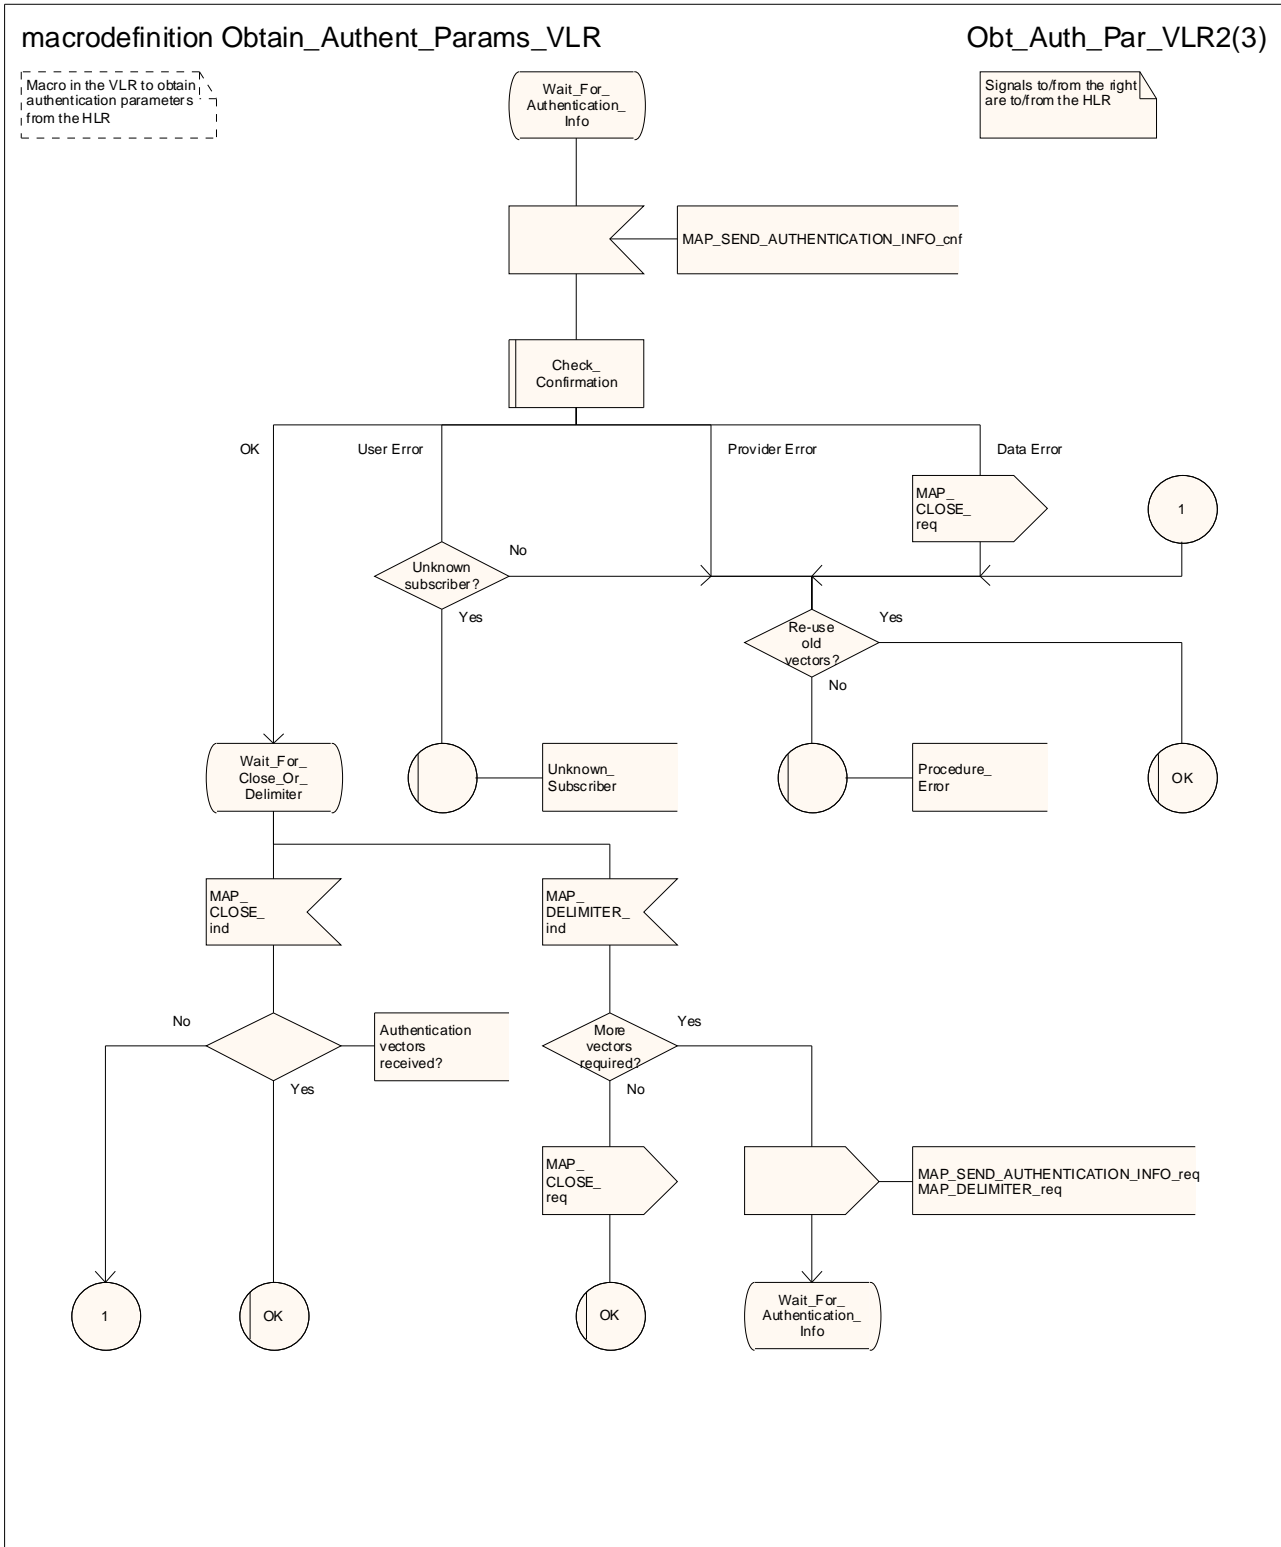 macrodefinition Obtain_Authent_Params_VLR
Obt_Auth_Par_VLR2(3)
Macro in the VLR to obtain
authentication parameters
from the HLR
Wait_For_
Authentication_
Info
Signals to/from the right
are to/from the HLR
MAP_SEND_AUTHENTICATION_INFO_cnf
Check_
Confirmation
OK
User Error
Provider Error
Data Error
MAP_
CLOSE_
req
1
Unknown
subscriber?
No
Yes
Re-use
old
vectors?
Yes
No
Wait_For_
Close_Or_
Delimiter
Unknown_
Subscriber
Procedure_
Error
OK
MAP_
CLOSE_
ind
MAP_
DELIMITER_
ind
No
Authentication
vectors
received?
Yes
More
vectors
required?
Yes
No
MAP_
CLOSE_
req
MAP_SEND_AUTHENTICATION_INFO_req
MAP_DELIMITER_req
1
OK
OK
Wait_For_
Authentication_
Info